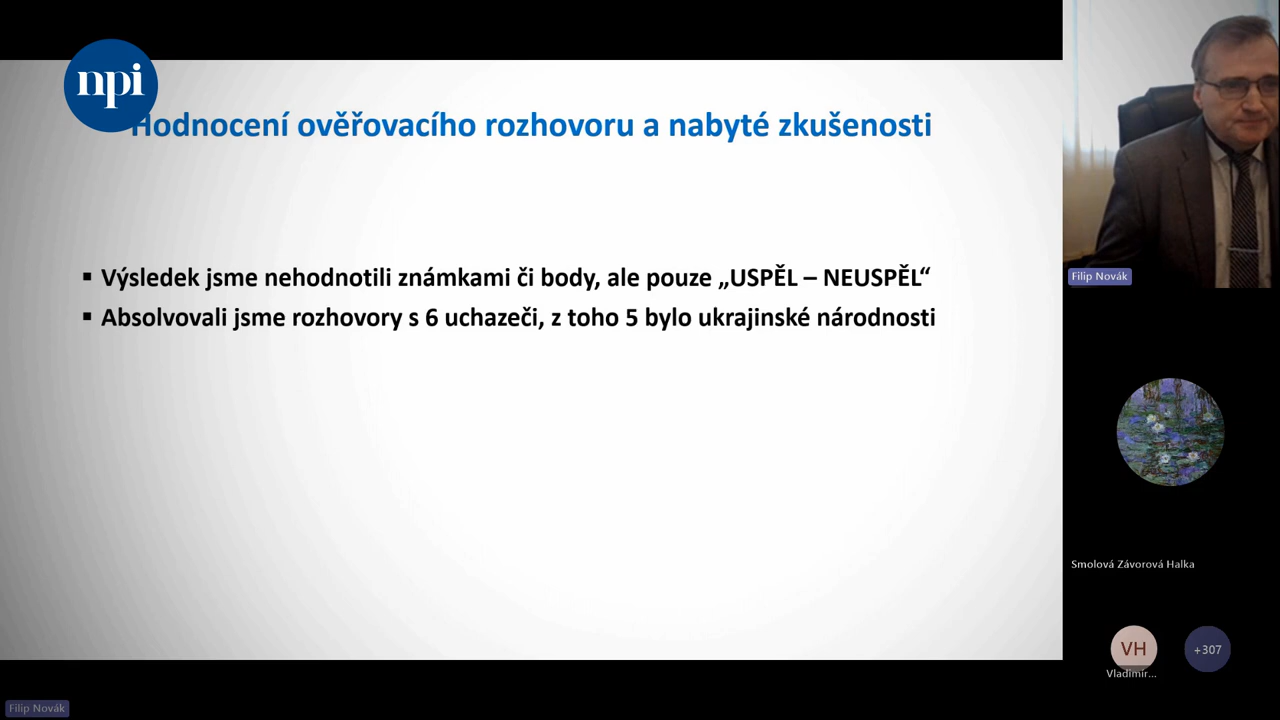 npi
Hodnocení ověřovacího rozhovoru a nabyté zkušenosti
▪ Výsledek jsme nehodnotili známkami či body, ale pouze „USPĚL – NEUSPĚL“
▪ Absolvovali jsme rozhovory s 6 uchazeči, z toho 5 bylo ukrajinské národnosti
Filip Novák
Smolová Závorová Halka
VH
+307
Vladimír...
Filip Novák